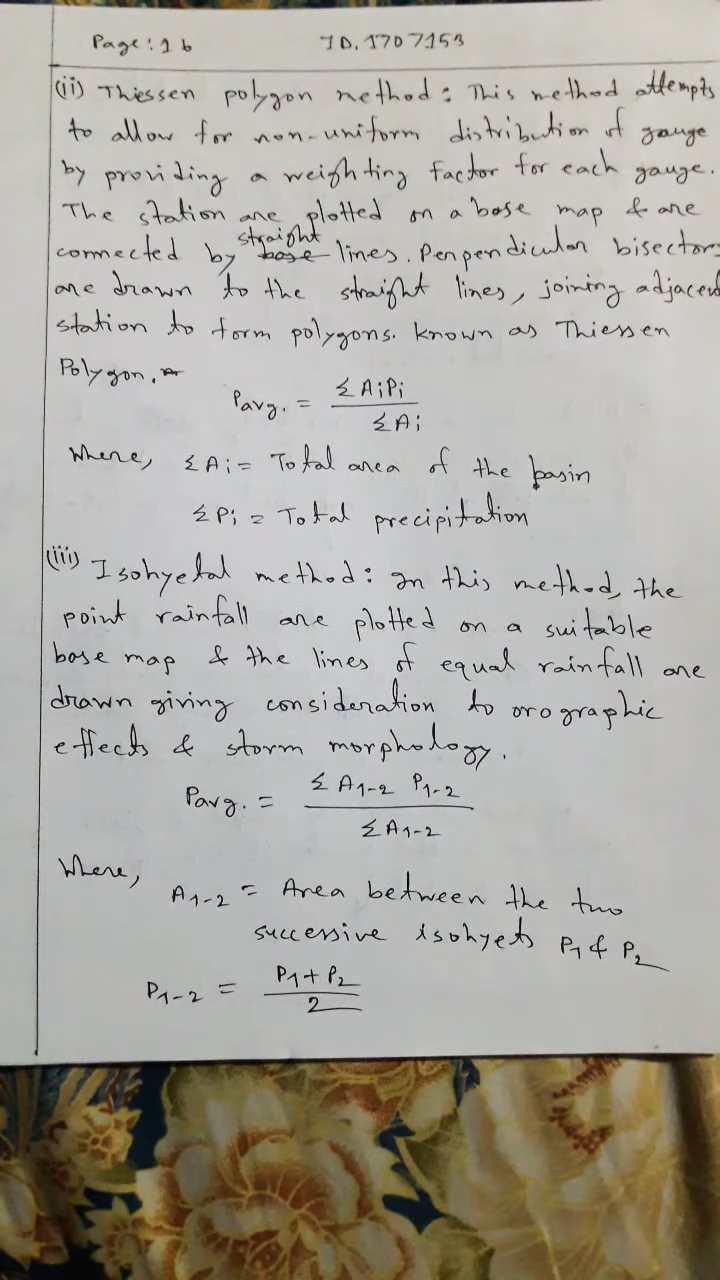 Page: 16 ID. 1707153
(ii) Thiessen polygon method: This method attempts
to allow for non-uniform distribution of gauge
by providing a weighting factor for each gauge.
The station are plotted on a base map & are
connected by base straight lines. Perpendicular bisectors
are drawn to the straight lines, joining adjacent
station to form polygons. known as Thiessen
Polygon.
Pavg. = ΣAiPi / ΣAi
Where, ΣAi = Total area of the basin
ΣPi = Total precipitation
(iii) Isohyetal method: In this method, the
point rainfall are plotted on a suitable
base map & the lines of equal rainfall are
drawn giving consideration to orographic
effects & storm morphology.
Pavg. = ΣA1-2 P1-2 / ΣA1-2
Where,
A1-2 = Area between the two
successive isohyets P1 & P2
P1-2 = P1+P2 / 2